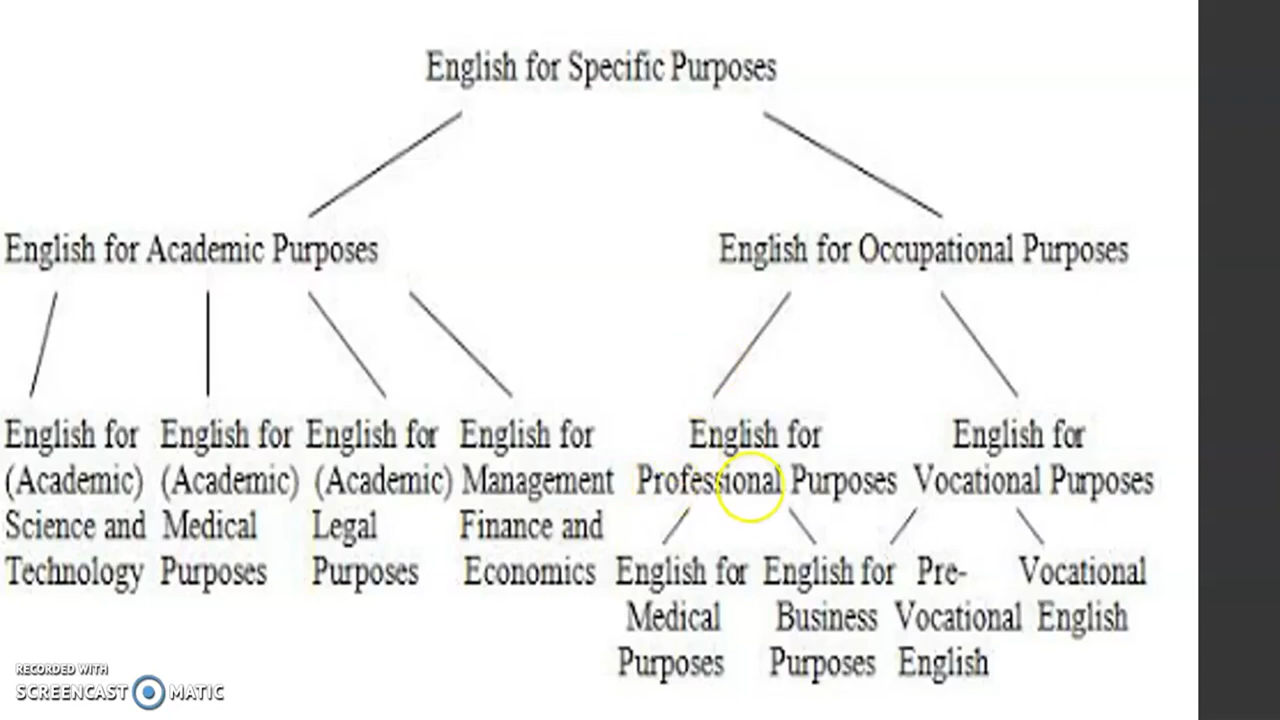 English for Specific Purposes
English for Academic Purposes
English for Occupational Purposes
English for
(Academic)
Science and
Technology
English for
(Academic)
Medical
Purposes
English for
(Academic)
Legal
Purposes
English for
Management
Finance and
Economics
English for
Professional Purposes
English for
Vocational Purposes
English for
Medical
Purposes
English for
Business
Purposes
Pre-
Vocational
English
Vocational
English
RECORDED WITH
SCREENCAST MATIC